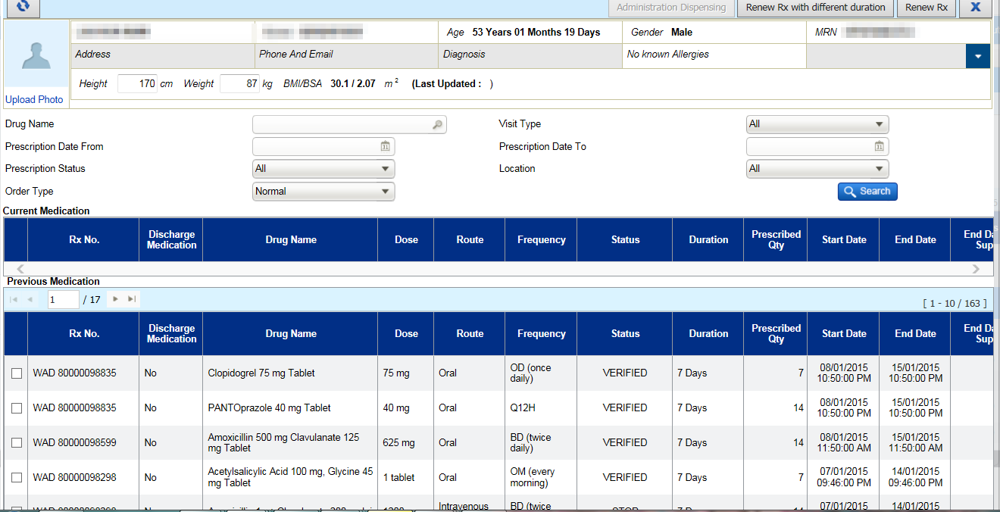 Administration Dispensing Renew Rx with different duration Renew Rx X
Age 53 Years 01 Months 19 Days Gender Male MRN
Address Phone And Email Diagnosis No known Allergies
Height 170 cm Weight 87 kg BMI/BSA 30.1 / 2.07 m 2 (Last Updated : )
Upload Photo
Drug Name Visit Type All
Prescription Date From 31 Prescription Date To 31
Prescription Status All Location All
Order Type Normal Search
Current Medication
Rx No. Discharge Medication Drug Name Dose Route Frequency Status Duration Prescribed Qty Start Date End Date End Da Sup
Previous Medication
1 / 17 [ 1 - 10 / 163 ]
Rx No. Discharge Medication Drug Name Dose Route Frequency Status Duration Prescribed Qty Start Date End Date End Da Sup
WAD 80000098835 No Clopidogrel 75 mg Tablet 75 mg Oral OD (once daily) VERIFIED 7 Days 7 08/01/2015 10:50:00 PM 15/01/2015 10:50:00 PM
WAD 80000098835 No PANTOprazole 40 mg Tablet 40 mg Oral Q12H VERIFIED 7 Days 14 08/01/2015 10:50:00 PM 15/01/2015 10:50:00 PM
WAD 80000098599 No Amoxicillin 500 mg Clavulanate 125 mg Tablet 625 mg Oral BD (twice daily) VERIFIED 7 Days 14 08/01/2015 11:50:00 AM 15/01/2015 11:50:00 AM
WAD 80000098298 No Acetylsalicylic Acid 100 mg, Glycine 45 mg Tablet 1 tablet Oral OM (every morning) VERIFIED 7 Days 7 07/01/2015 09:46:00 PM 14/01/2015 09:46:00 PM
Intravenous BD (twice 07/01/2015 14/01/2015